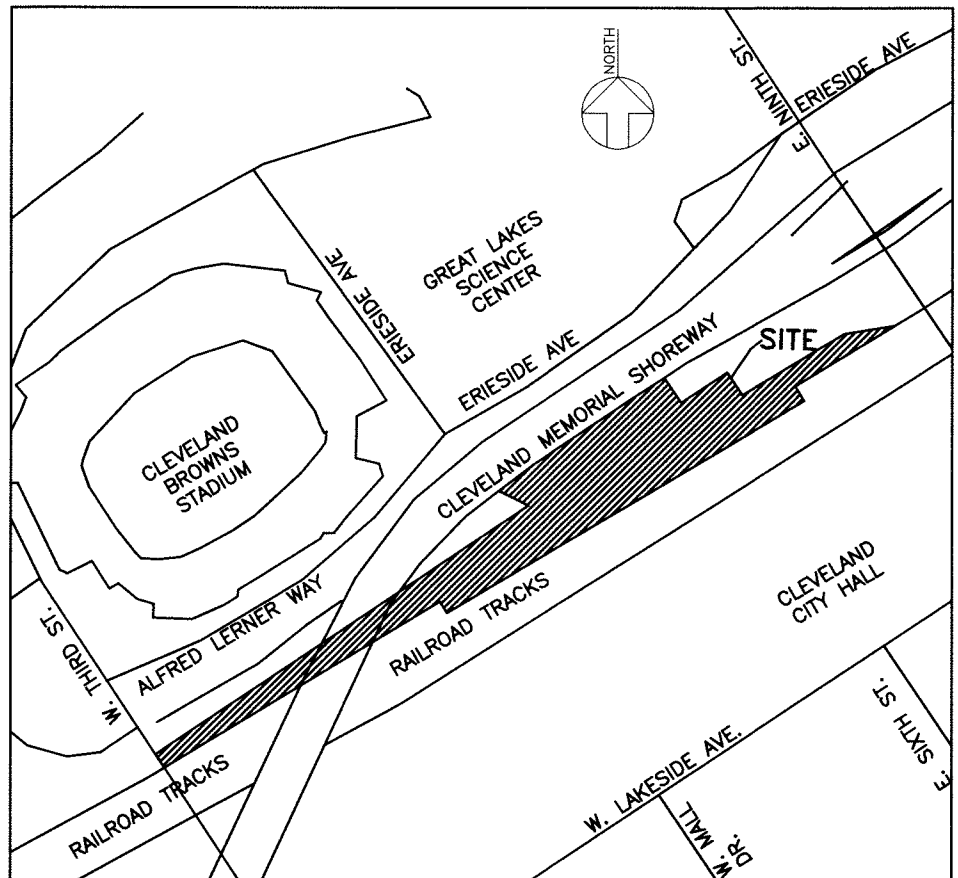 NORTH
E. NINTH ST.
ERIESIDE AVE
GREAT LAKES
SCIENCE
CENTER
ERIESIDE AVE
ERIESIDE AVE
SITE
CLEVELAND MEMORIAL SHOREWAY
CLEVELAND
BROWNS
STADIUM
ALFRED LERNER WAY
W. THIRD ST.
RAILROAD TRACKS
RAILROAD TRACKS
CLEVELAND
CITY HALL
W. LAKESIDE AVE.
W. MALL
DR.
E. SIXTH ST.